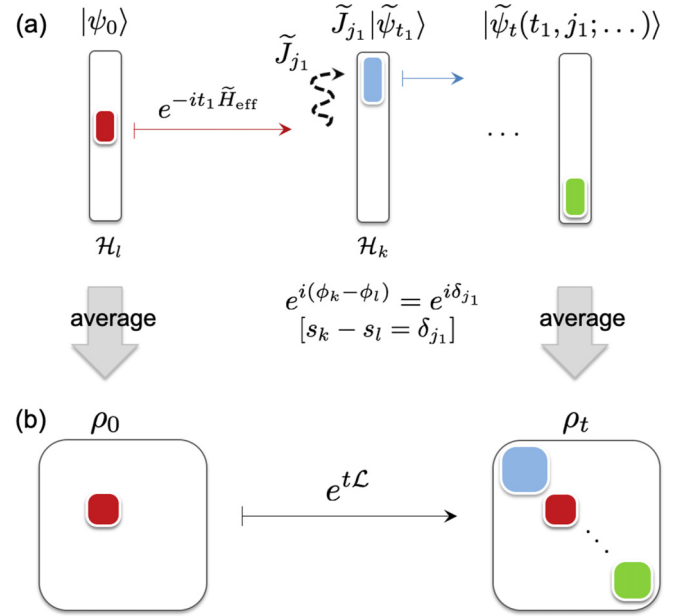 (a)
|ψ₀⟩
J̃_{j₁}
J̃_{j₁}|ψ̃_{t₁}⟩
|ψ̃_t(t₁, j₁; …)⟩
e^{-it₁H̃_eff}
…
ℋ_l
ℋ_k
e^{i(ϕ_k−ϕ_l)} = e^{iδ_{j₁}}
[s_k − s_l = δ_{j₁}]
average
average
(b)
ρ₀
ρ_t
e^{tℒ}
⋱